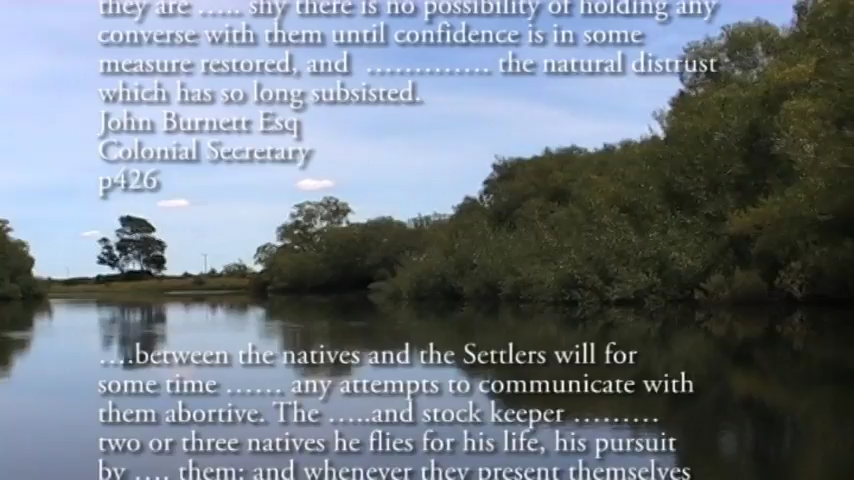 they are ….. shy there is no possibility of holding any
converse with them until confidence is in some
measure restored, and ………….. the natural distrust
which has so long subsisted.
John Burnett Esq
Colonial Secretary
p426
….between the natives and the Settlers will for
some time …… any attempts to communicate with
them abortive. The …..and stock keeper ………
two or three natives he flies for his life, his pursuit
by …. them; and whenever they present themselves